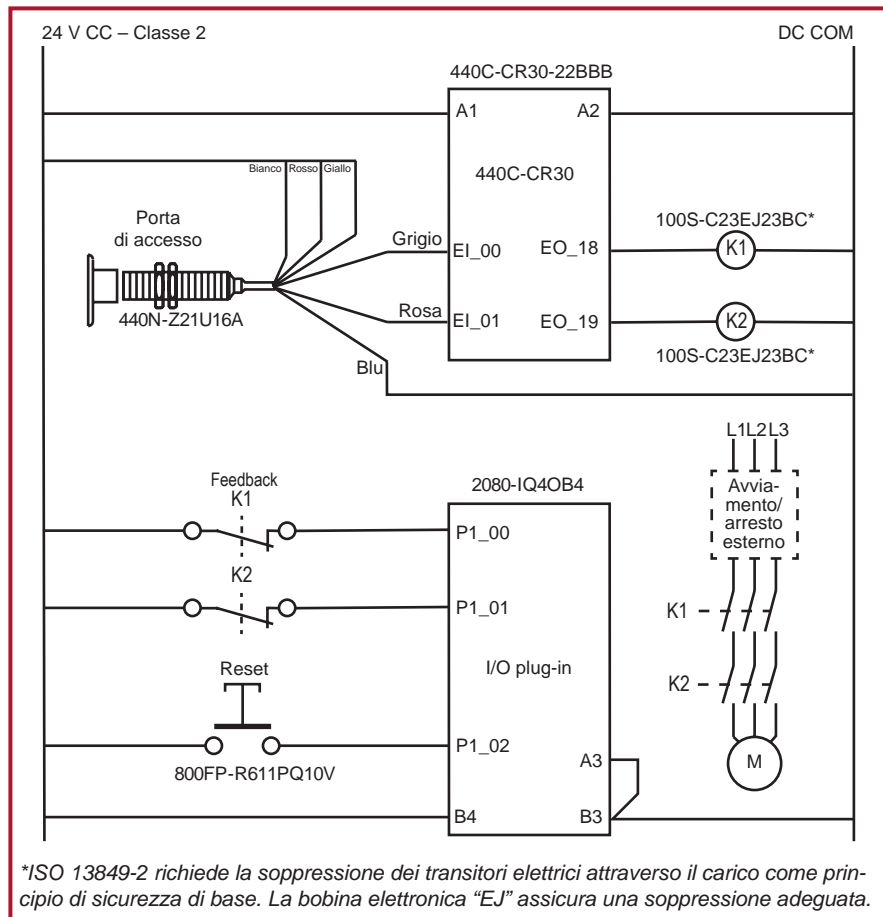 24 V CC – Classe 2
DC COM
440C-CR30-22BBB
A1
A2
Bianco
Rosso
Giallo
440C-CR30
100S-C23EJ23BC*
Porta
di accesso
Grigio
EI_00
EO_18
K1
440N-Z21U16A
Rosa
EI_01
EO_19
K2
100S-C23EJ23BC*
Blu
L1L2L3
Feedback
K1
2080-IQ4OB4
Avvia-
mento/
arresto
esterno
P1_00
K2
P1_01
K1
Reset
I/O plug-in
K2
P1_02
A3
M
800FP-R611PQ10V
B4
B3
*ISO 13849-2 richiede la soppressione dei transitori elettrici attraverso il carico come prin-
cipio di sicurezza di base. La bobina elettronica “EJ” assicura una soppressione adeguata.